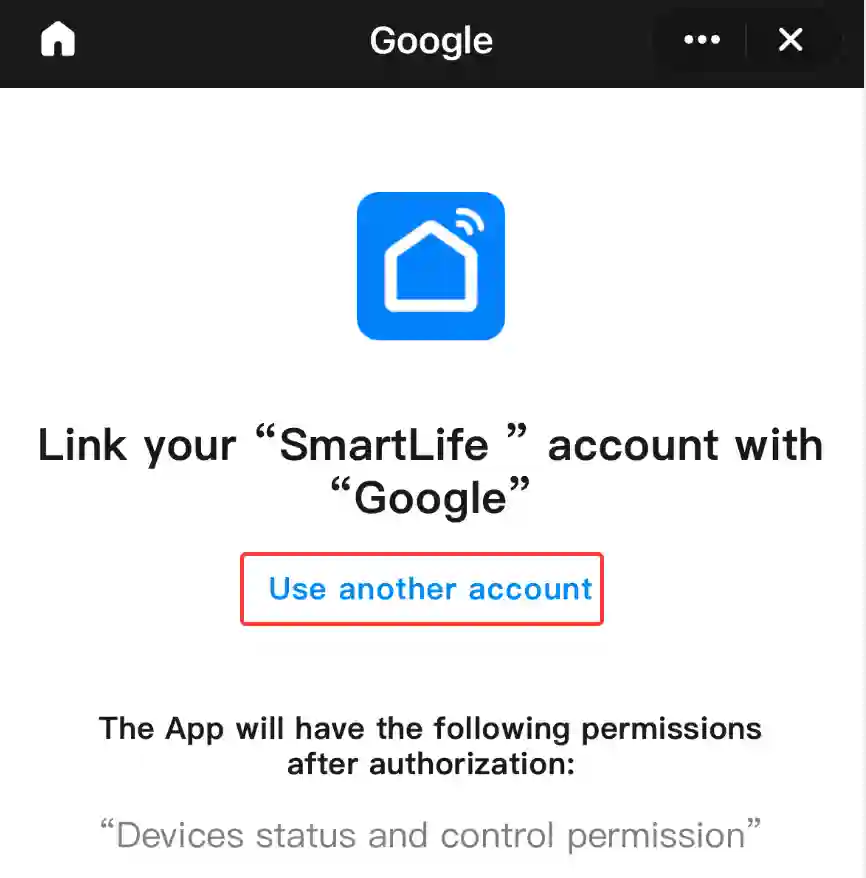 Google
Link your “SmartLife ” account with
“Google”
Use another account
The App will have the following permissions
after authorization:
“Devices status and control permission”